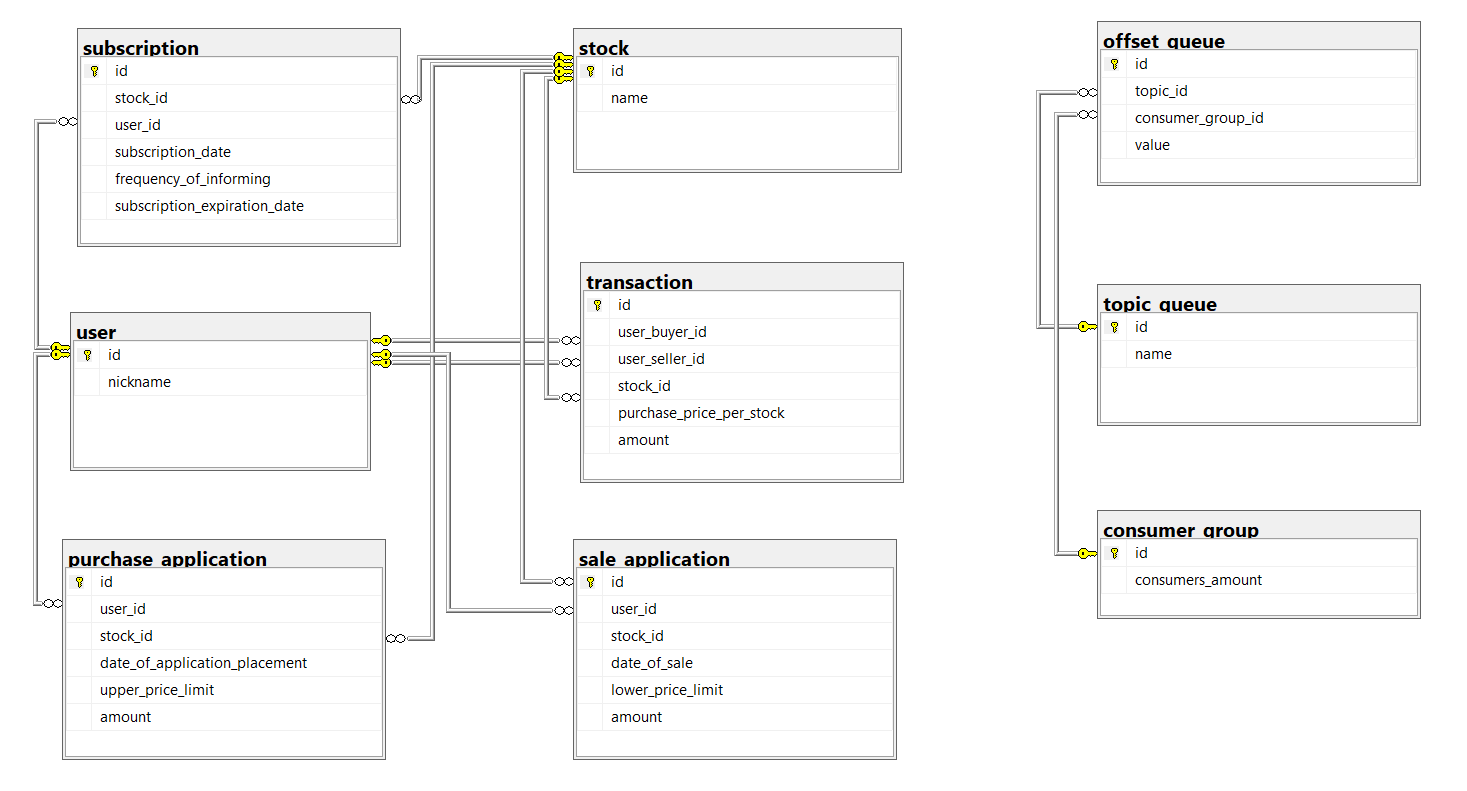 subscription
id
stock_id
user_id
subscription_date
frequency_of_informing
subscription_expiration_date
stock
id
name
offset_queue
id
topic_id
consumer_group_id
value
user
id
nickname
transaction
id
user_buyer_id
user_seller_id
stock_id
purchase_price_per_stock
amount
topic_queue
id
name
purchase_application
id
user_id
stock_id
date_of_application_placement
upper_price_limit
amount
sale_application
id
user_id
stock_id
date_of_sale
lower_price_limit
amount
consumer_group
id
consumers_amount